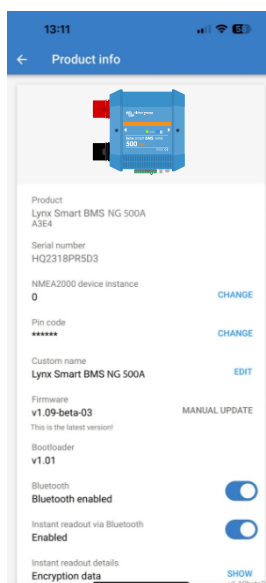 13:11
Product info
500
Product
Lynx Smart BMS NG 500A
A3E4
Serial number
HQ2318PR5D3
NMEA2000 device instance
0
CHANGE
Pin code
******
CHANGE
Custom name
Lynx Smart BMS NG 500A
EDIT
Firmware
v1.09-beta-03
MANUAL UPDATE
This is the latest version!
Bootloader
v1.01
Bluetooth
Bluetooth enabled
Instant readout via Bluetooth
Enabled
Instant readout details
Encryption data
SHOW